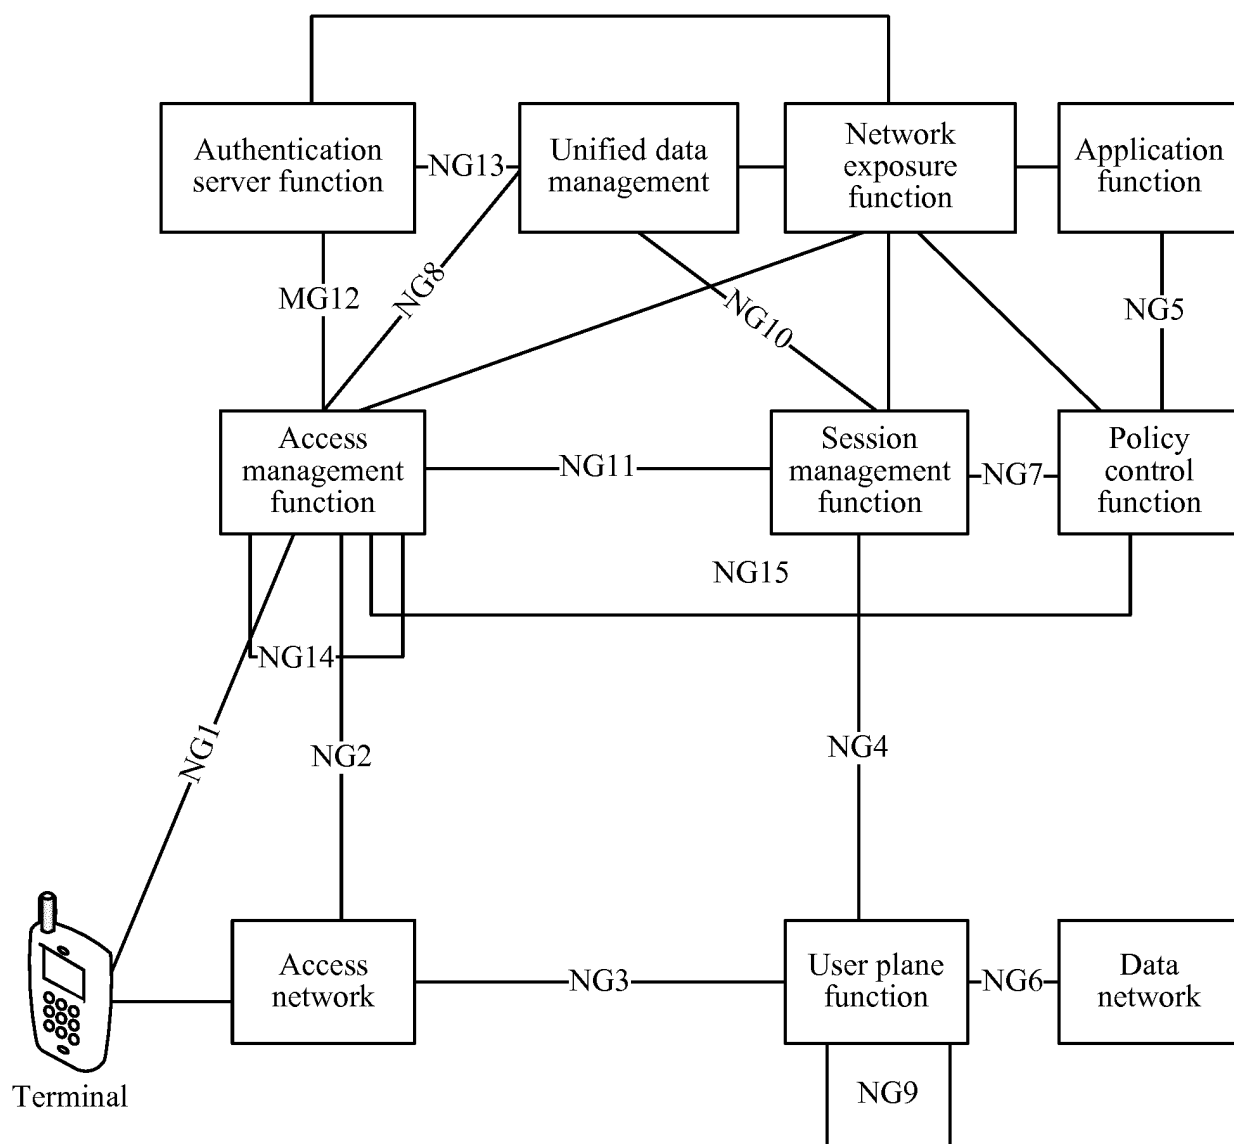 Authentication
server function
NG13
Unified data
management
Network
exposure
function
Application
function
MG12
NG8
NG10
NG5
Access
management
function
NG11
Session
management
function
NG7
Policy
control
function
NG15
NG14
NG1
NG2
NG4
Access
network
NG3
User plane
function
NG6
Data
network
Terminal
NG9